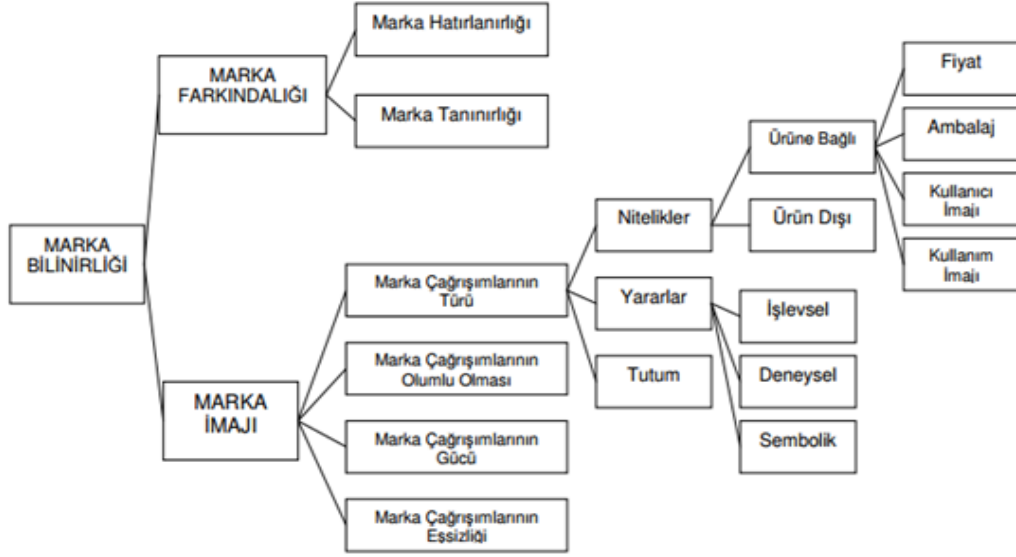 MARKA
BİLİNİRLİĞİ
MARKA
FARKINDALIĞI
Marka Hatırlanırlığı
Marka Tanınırlığı
MARKA
İMAJI
Marka Çağrışımlarının
Türü
Marka Çağrışımlarının
Olumlu Olması
Marka Çağrışımlarının
Gücü
Marka Çağrışımlarının
Eşsizliği
Nitelikler
Yararlar
Tutum
Ürüne Bağlı
Ürün Dışı
İşlevsel
Deneysel
Sembolik
Fiyat
Ambalaj
Kullanıcı
İmajı
Kullanım
İmajı